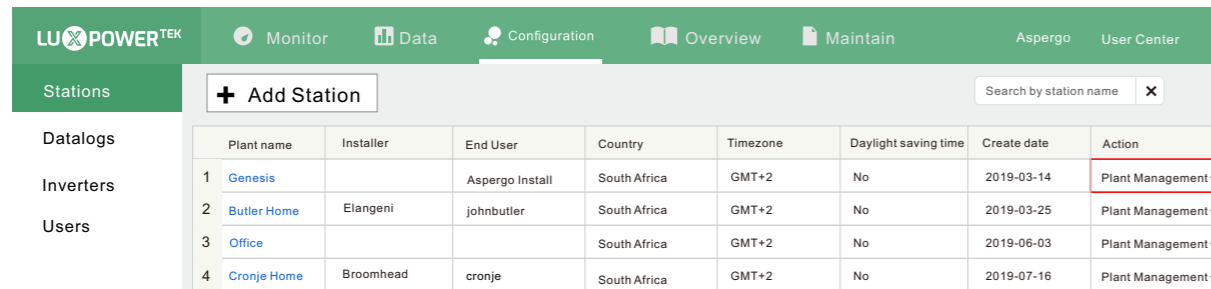 LUXPOWERTEK Monitor Data Configuration Overview Maintain Aspergo User Center
Stations
+ Add Station
Search by station name ×
Datalogs
Inverters
Users
Plant name Installer End User Country Timezone Daylight saving time Create date Action
1 Genesis Aspergo Install South Africa GMT+2 No 2019-03-14 Plant Management
2 Butler Home Elangeni johnbutler South Africa GMT+2 No 2019-03-25 Plant Management
3 Office South Africa GMT+2 No 2019-06-03 Plant Management
4 Cronje Home Broomhead cronje South Africa GMT+2 No 2019-07-16 Plant Management